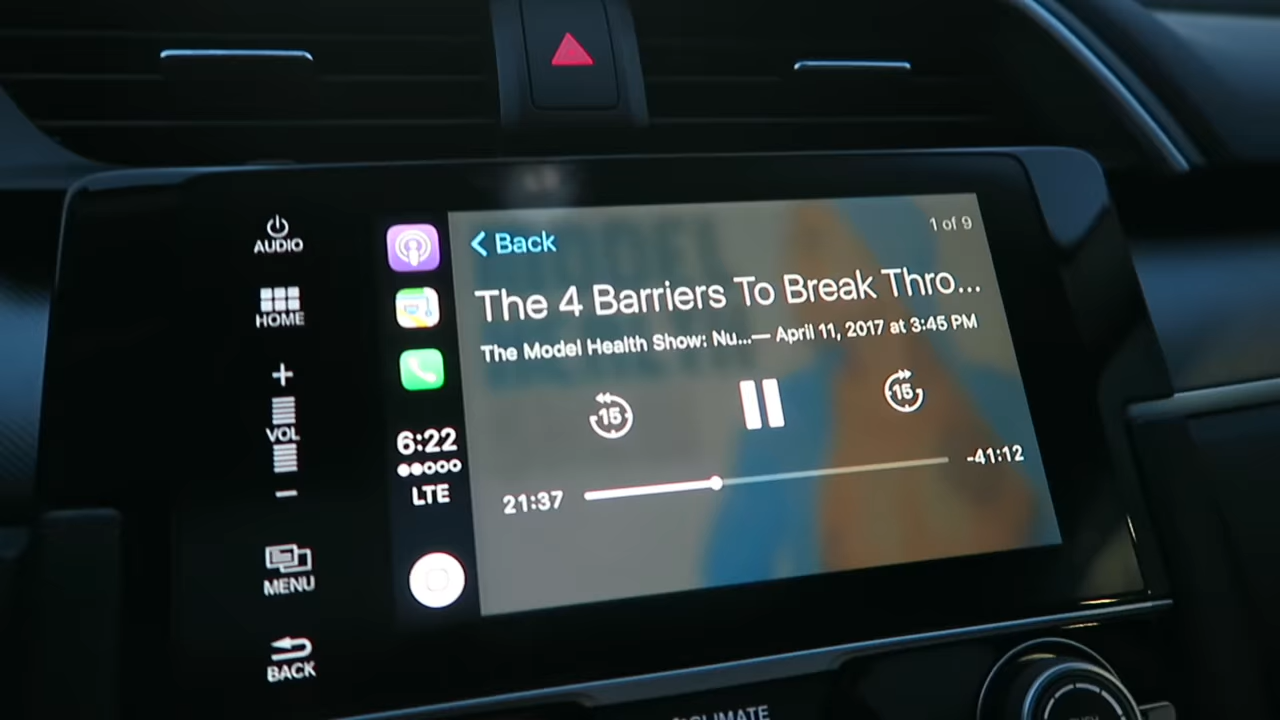 AUDIO
HOME
+
VOL
−
MENU
BACK
6:22
LTE
Back
1 of 9
The 4 Barriers To Break Thro...
The Model Health Show: Nu...— April 11, 2017 at 3:45 PM
15
15
21:37
-41:12
CLIMATE